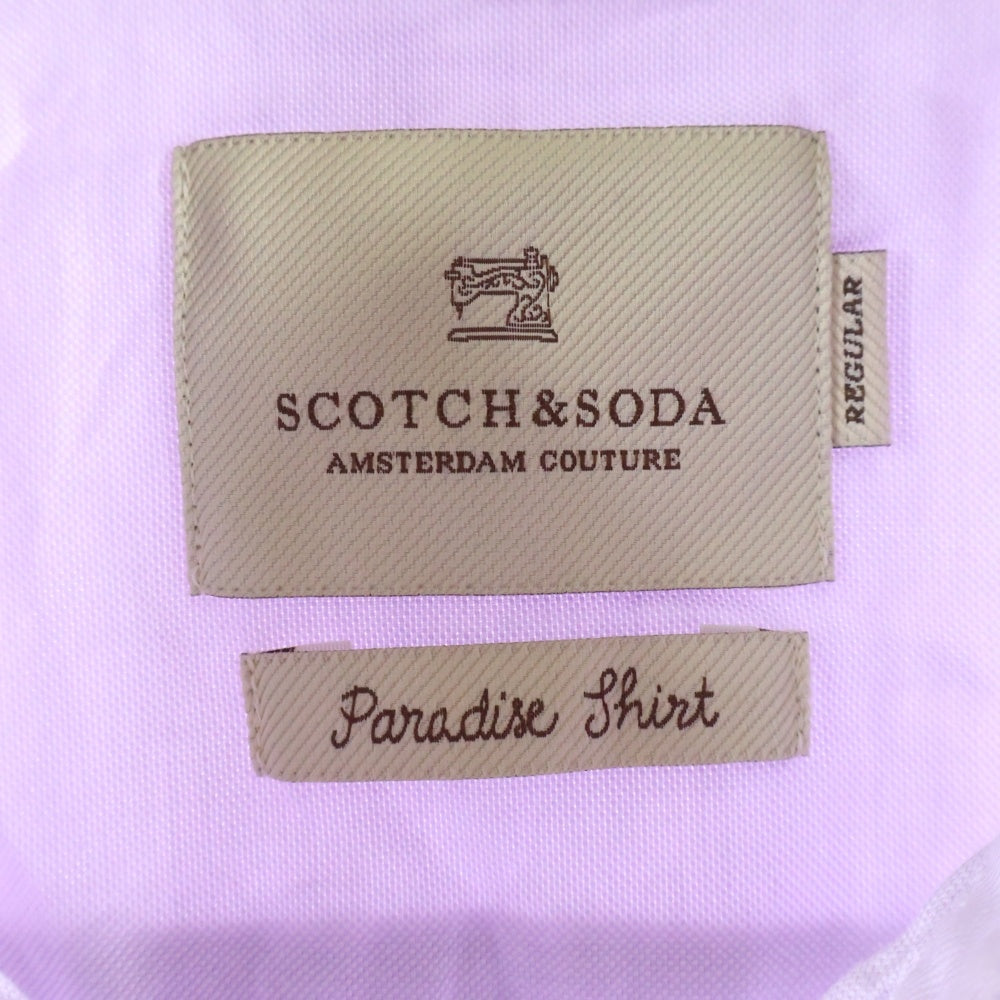 SCOTCH&SODA
AMSTERDAM COUTURE
REGULAR
Paradise Shirt